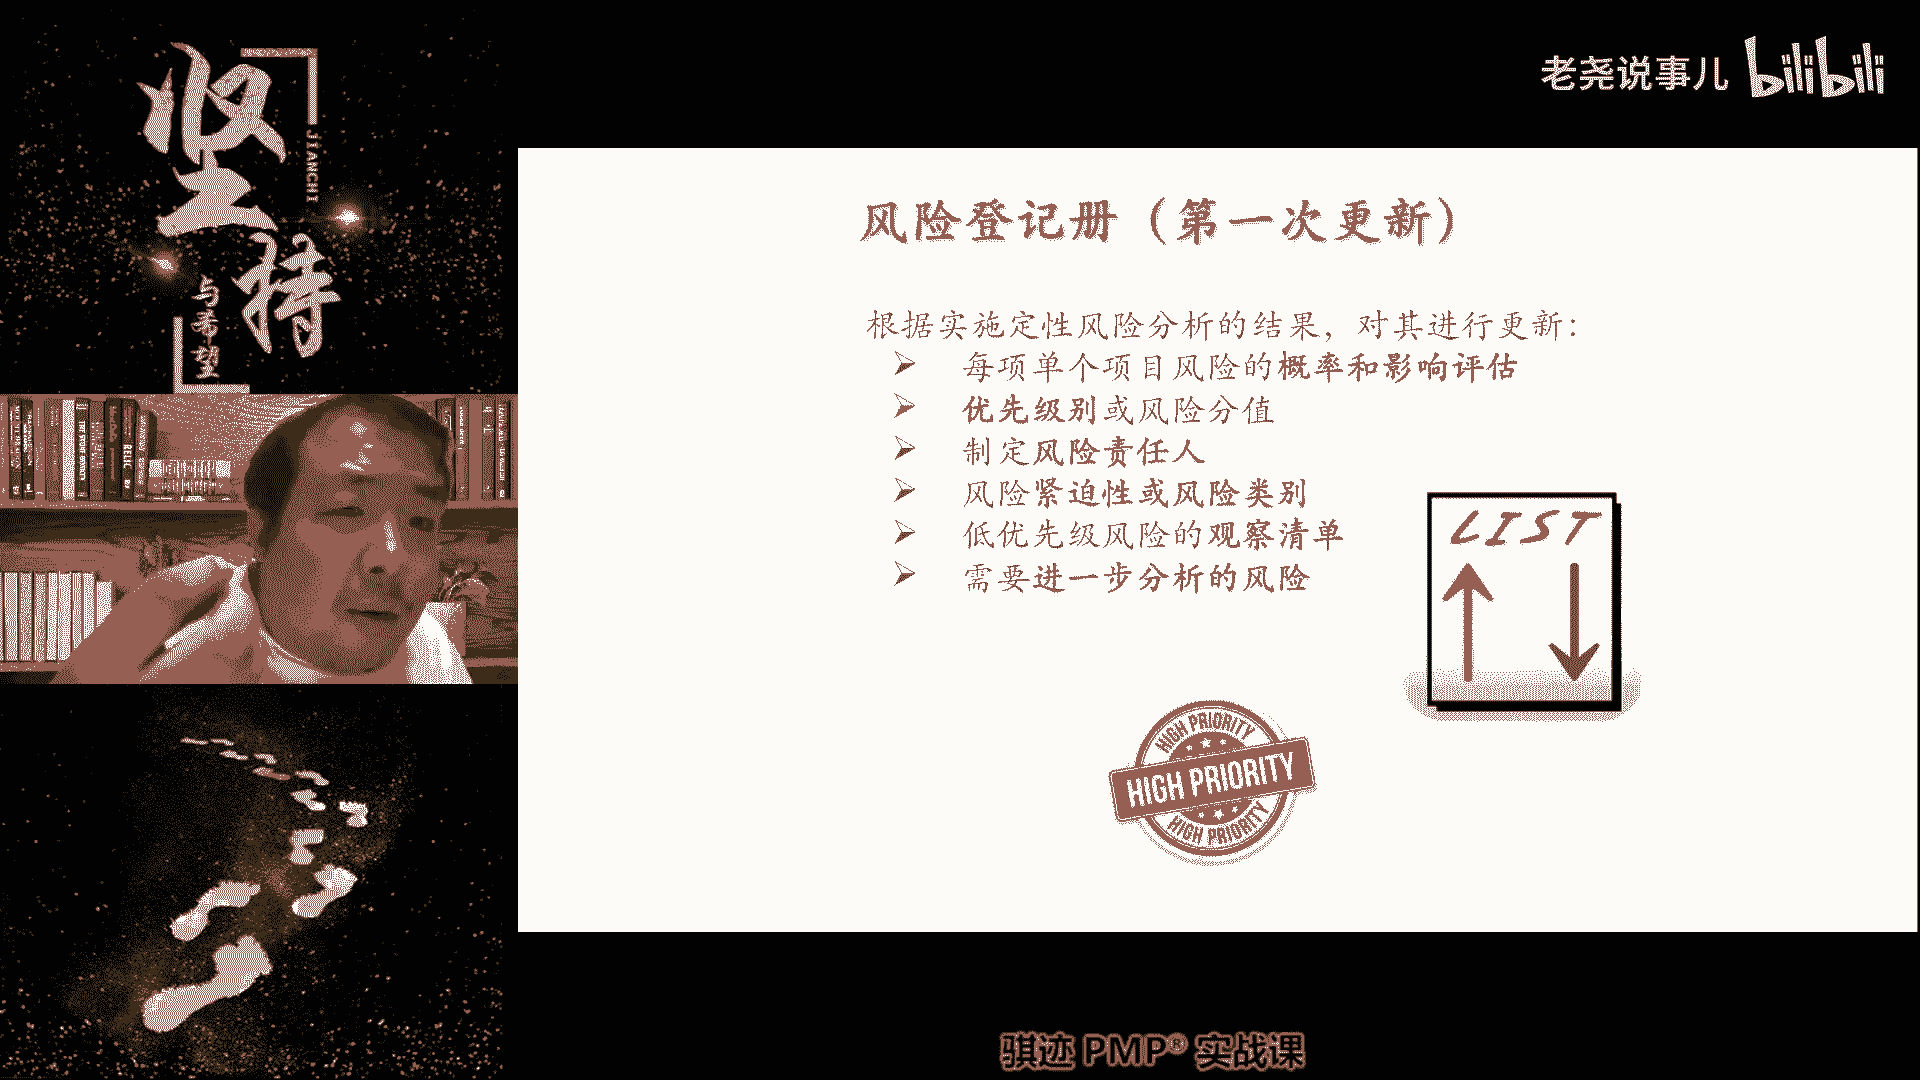 坚持
JIANCHI
与希望
老尧说事儿 bilibili
风险登记册（第一次更新）
根据实施定性风险分析的结果，对其进行更新：
每项单个项目风险的概率和影响评估
优先级别或风险分值
制定风险责任人
风险紧迫性或风险类别
低优先级风险的观察清单
需要进一步分析的风险
LIST
HIGH PRIORITY
HIGH PRIORITY
HIGH PRIORITY
骐迹 PMP® 实战课